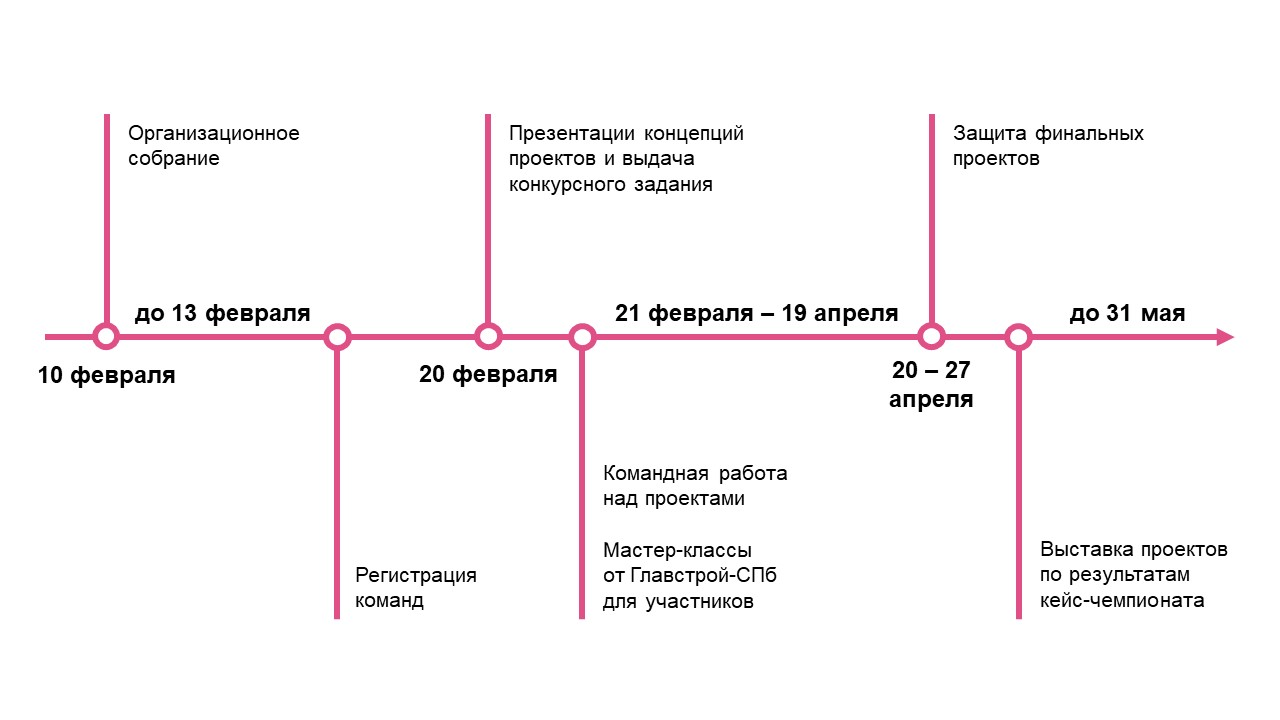 Организационное
собрание
Презентации концепций
проектов и выдача
конкурсного задания
Защита финальных
проектов
до 13 февраля
21 февраля – 19 апреля
до 31 мая
10 февраля
20 февраля
20 – 27
апреля
Регистрация
команд
Командная работа
над проектами
Мастер-классы
от Главстрой-СПб
для участников
Выставка проектов
по результатам
кейс-чемпионата